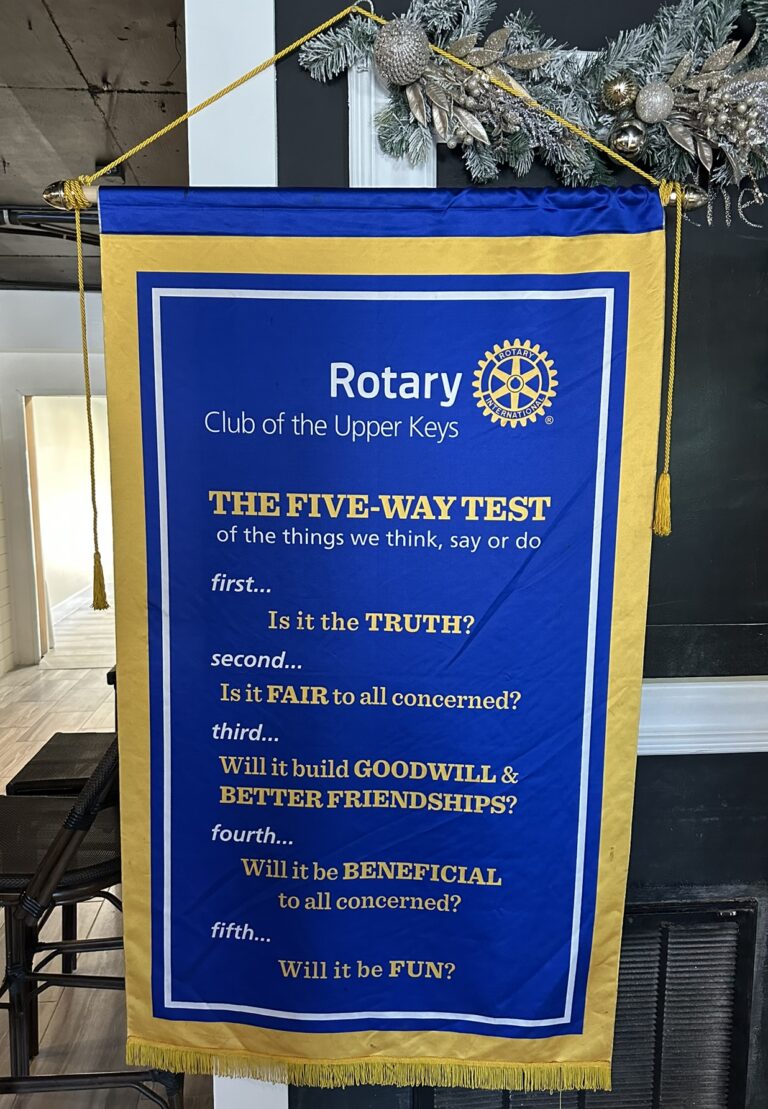 Rotary
ROTARY
INTERNATIONAL
®
Club of the Upper Keys
THE FIVE-WAY TEST
of the things we think, say or do
first...
Is it the TRUTH?
second...
Is it FAIR to all concerned?
third...
Will it build GOODWILL &
BETTER FRIENDSHIPS?
fourth...
Will it be BENEFICIAL
to all concerned?
fifth...
Will it be FUN?